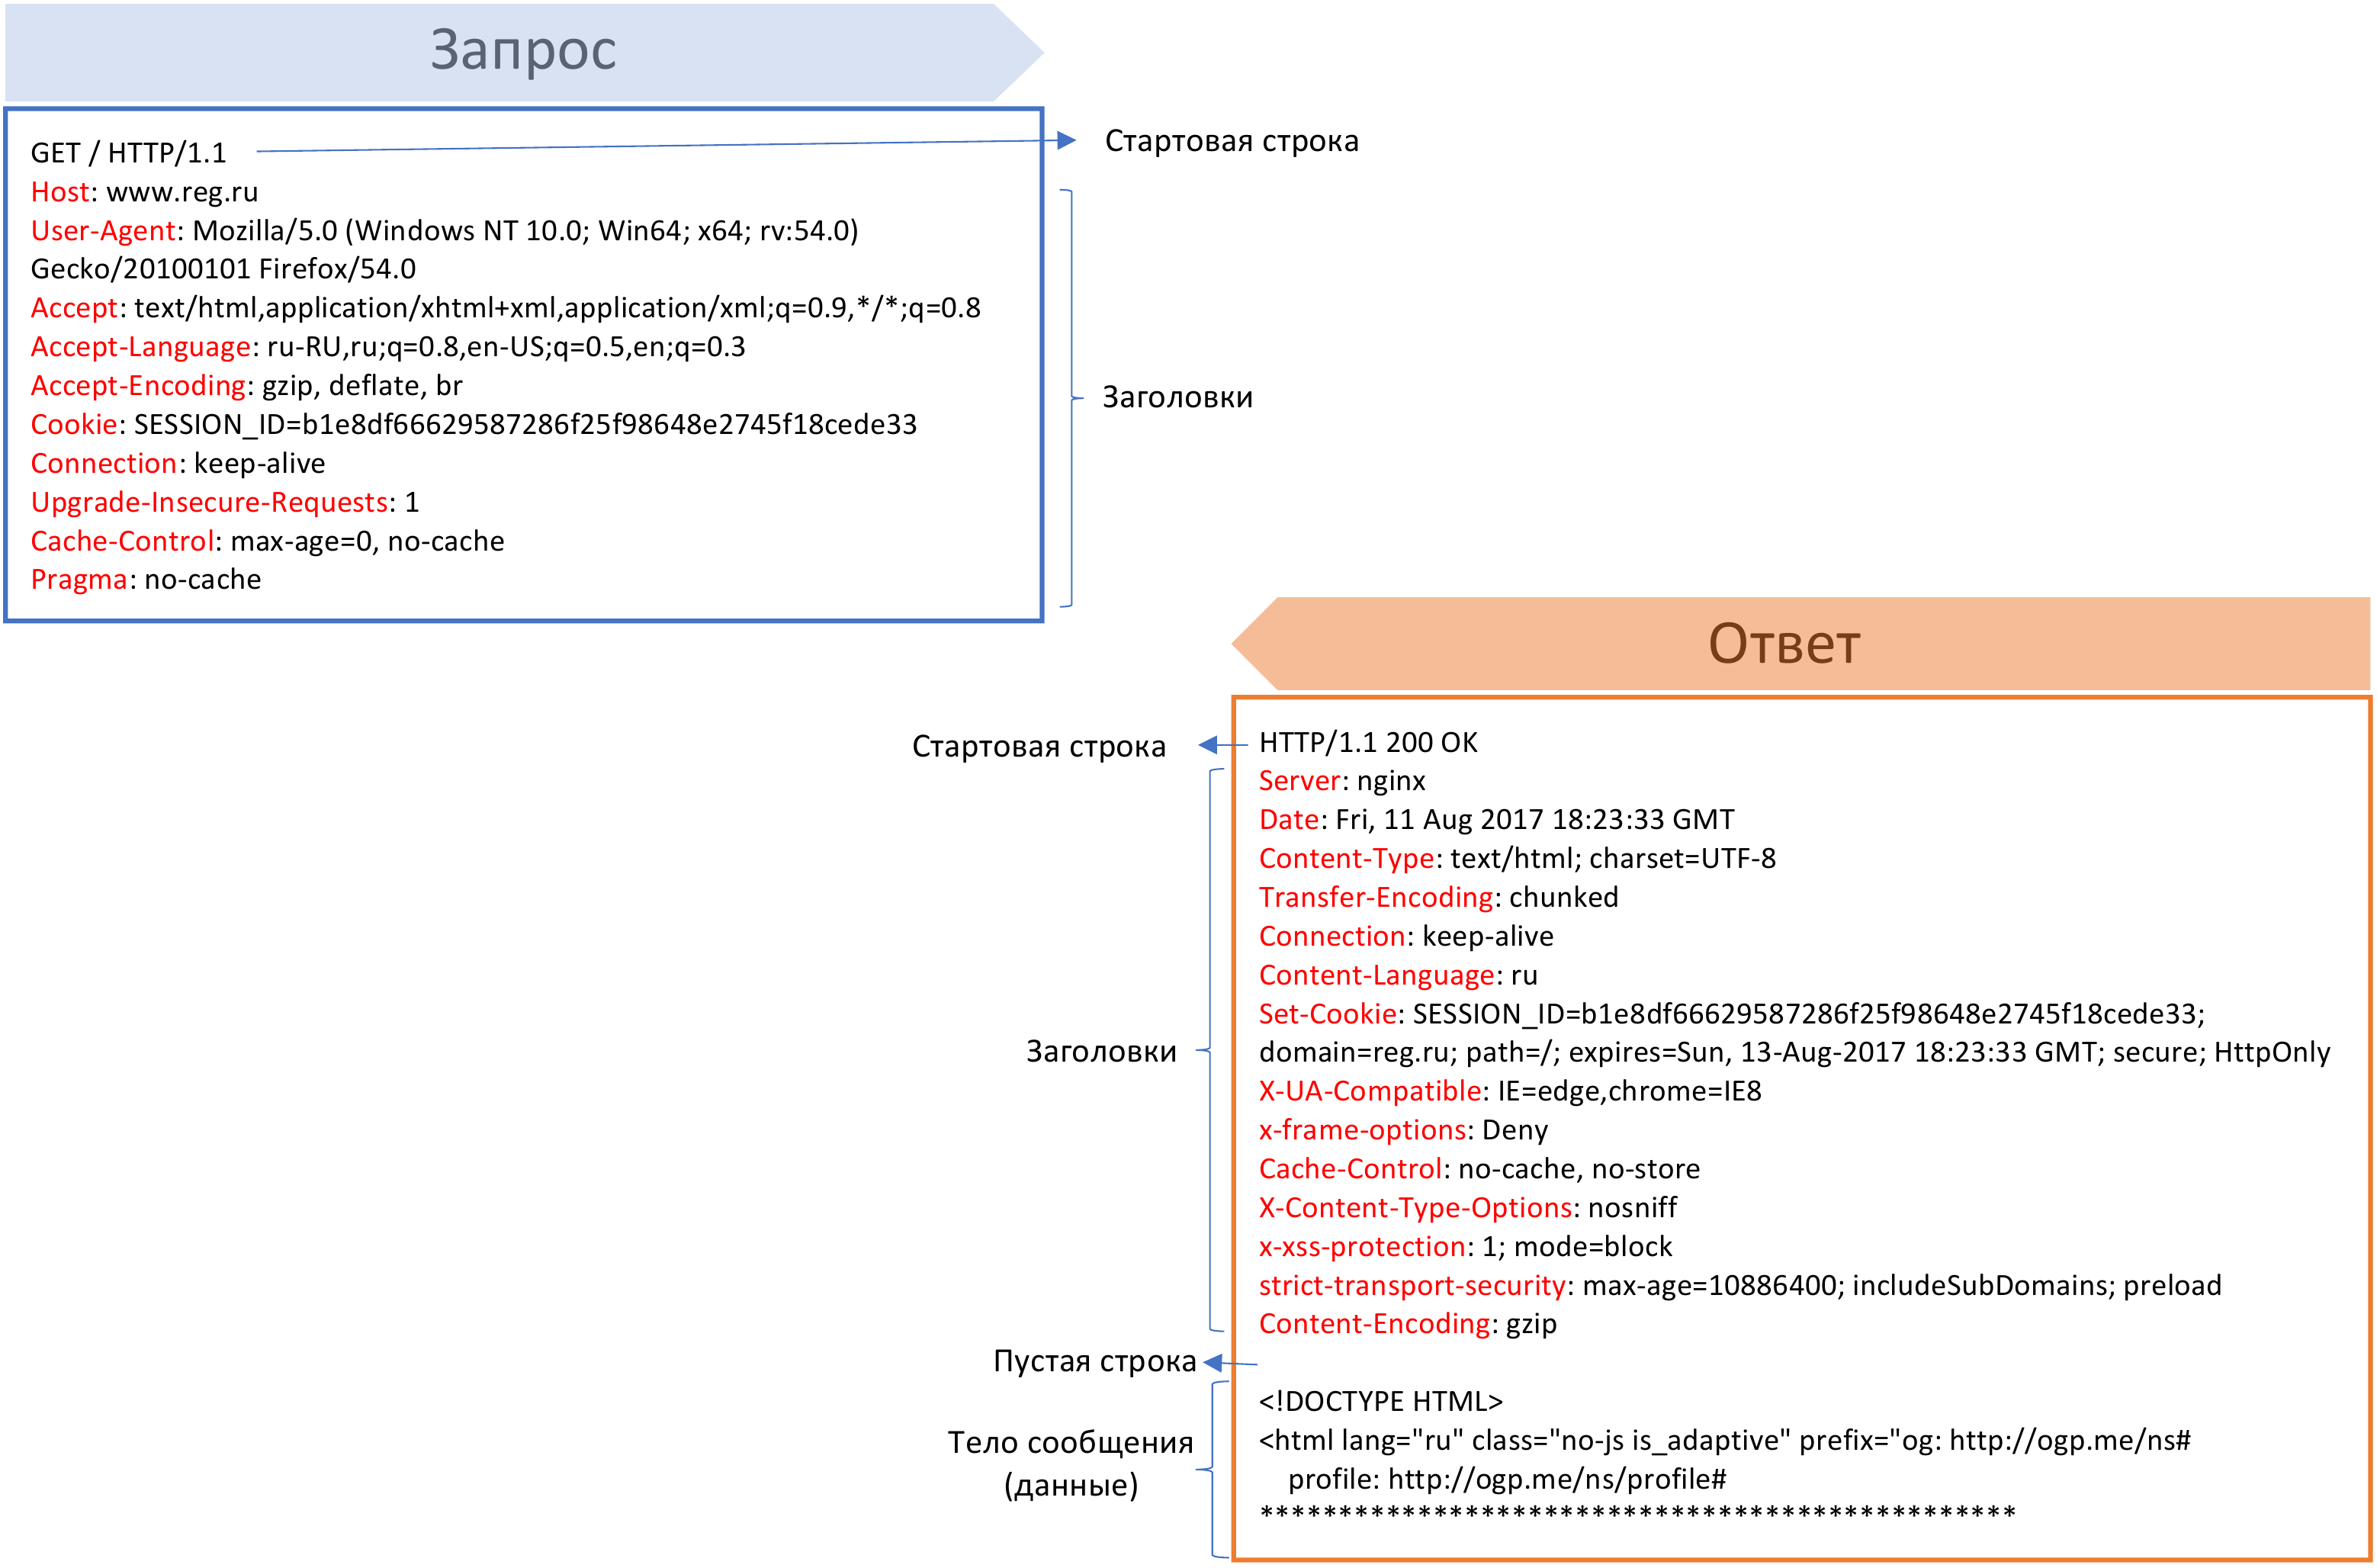 Запрос
GET / HTTP/1.1
Стартовая строка
Host: www.reg.ru
User-Agent: Mozilla/5.0 (Windows NT 10.0; Win64; x64; rv:54.0)
Gecko/20100101 Firefox/54.0
Accept: text/html,application/xhtml+xml,application/xml;q=0.9,*/*;q=0.8
Accept-Language: ru-RU,ru;q=0.8,en-US;q=0.5,en;q=0.3
Accept-Encoding: gzip, deflate, br
Cookie: SESSION_ID=b1e8df66629587286f25f98648e2745f18cede33
Connection: keep-alive
Upgrade-Insecure-Requests: 1
Cache-Control: max-age=0, no-cache
Pragma: no-cache
Заголовки
Ответ
Стартовая строка
HTTP/1.1 200 OK
Server: nginx
Date: Fri, 11 Aug 2017 18:23:33 GMT
Content-Type: text/html; charset=UTF-8
Transfer-Encoding: chunked
Connection: keep-alive
Content-Language: ru
Set-Cookie: SESSION_ID=b1e8df66629587286f25f98648e2745f18cede33;
domain=reg.ru; path=/; expires=Sun, 13-Aug-2017 18:23:33 GMT; secure; HttpOnly
X-UA-Compatible: IE=edge,chrome=IE8
x-frame-options: Deny
Cache-Control: no-cache, no-store
X-Content-Type-Options: nosniff
x-xss-protection: 1; mode=block
strict-transport-security: max-age=10886400; includeSubDomains; preload
Content-Encoding: gzip
Заголовки
Пустая строка
<!DOCTYPE HTML>
<html lang="ru" class="no-js is_adaptive" prefix="og: http://ogp.me/ns#
profile: http://ogp.me/ns/profile#
************************************************
Тело сообщения
(данные)